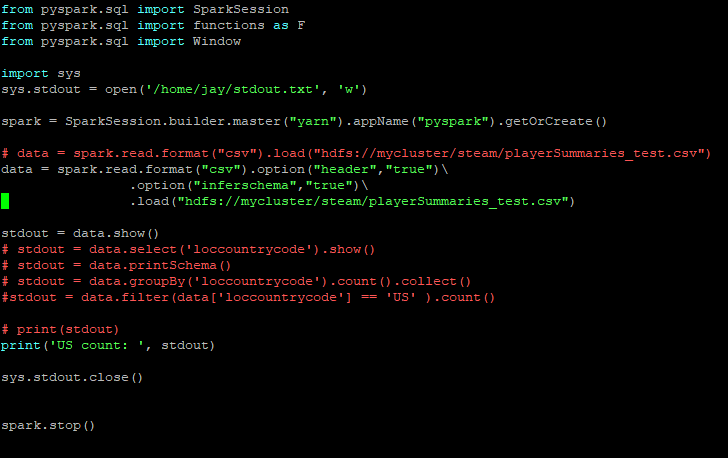 from pyspark.sql import SparkSession
from pyspark.sql import functions as F
from pyspark.sql import Window
import sys
sys.stdout = open('/home/jay/stdout.txt', 'w')
spark = SparkSession.builder.master("yarn").appName("pyspark").getOrCreate()
# data = spark.read.format("csv").load("hdfs://mycluster/steam/playerSummaries_test.csv")
data = spark.read.format("csv").option("header","true")\
.option("inferschema","true")\
.load("hdfs://mycluster/steam/playerSummaries_test.csv")
stdout = data.show()
# stdout = data.select('loccountrycode').show()
# stdout = data.printSchema()
# stdout = data.groupBy('loccountrycode').count().collect()
#stdout = data.filter(data['loccountrycode'] == 'US' ).count()
# print(stdout)
print('US count: ', stdout)
sys.stdout.close()
spark.stop()